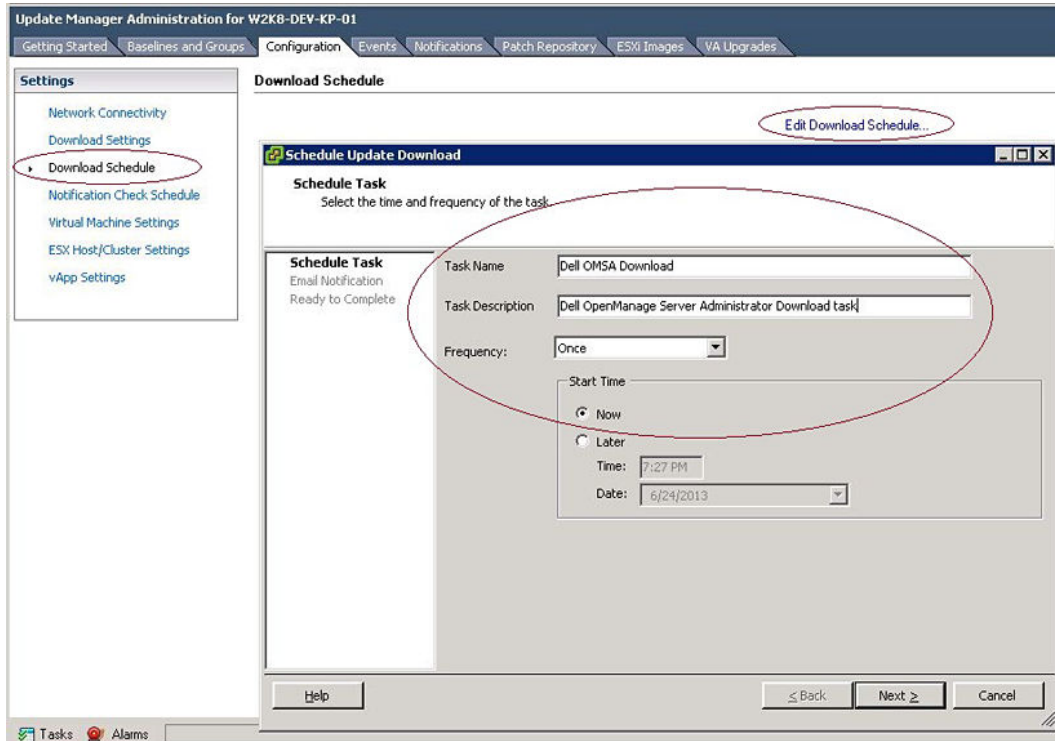 Update Manager Administration for W2K8-DEV-KP-01
Getting Started Baselines and Groups Configuration Events Notifications Patch Repository ESXi Images VA Upgrades
Settings
Network Connectivity
Download Settings
Download Schedule
Notification Check Schedule
Virtual Machine Settings
ESX Host/Cluster Settings
vApp Settings
Download Schedule
Edit Download Schedule...
Schedule Update Download
Schedule Task
Select the time and frequency of the task.
Schedule Task
Email Notification
Ready to Complete
Task Name Dell OMSA Download
Task Description Dell OpenManage Server Administrator Download task
Frequency: Once
Start Time
Now
Later
Time: 7:27 PM
Date: 6/24/2013
Help ≤ Back Next ≥ Cancel
Tasks Alarms